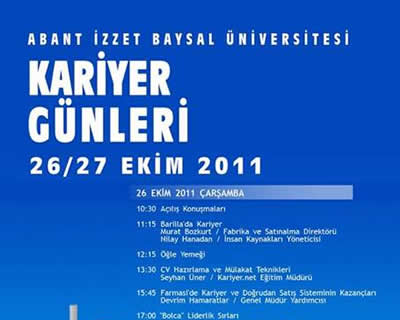 ABANT İZZET BAYSAL ÜNİVERSİTESİ
KARİYER
GÜNLERİ
26/27 EKİM 2011
26 EKİM 2011 ÇARŞAMBA
10:30 Açılış Konuşmaları
11:15 Barilla'da Kariyer
Murat Bozkurt / Fabrika ve Satınalma Direktörü
Nilay Hanadan / İnsan Kaynakları Yöneticisi
12:15 Öğle Yemeği
13:30 CV Hazırlama ve Mülakat Teknikleri
Seyhan Üner / Kariyer.net Eğitim Müdürü
15:45 Farmasi'de Kariyer ve Doğrudan Satış Sisteminin Kazançları
Devrim Hamaratlar / Genel Müdür Yardımcısı
17:00 "Bolca" Liderlik Sırları